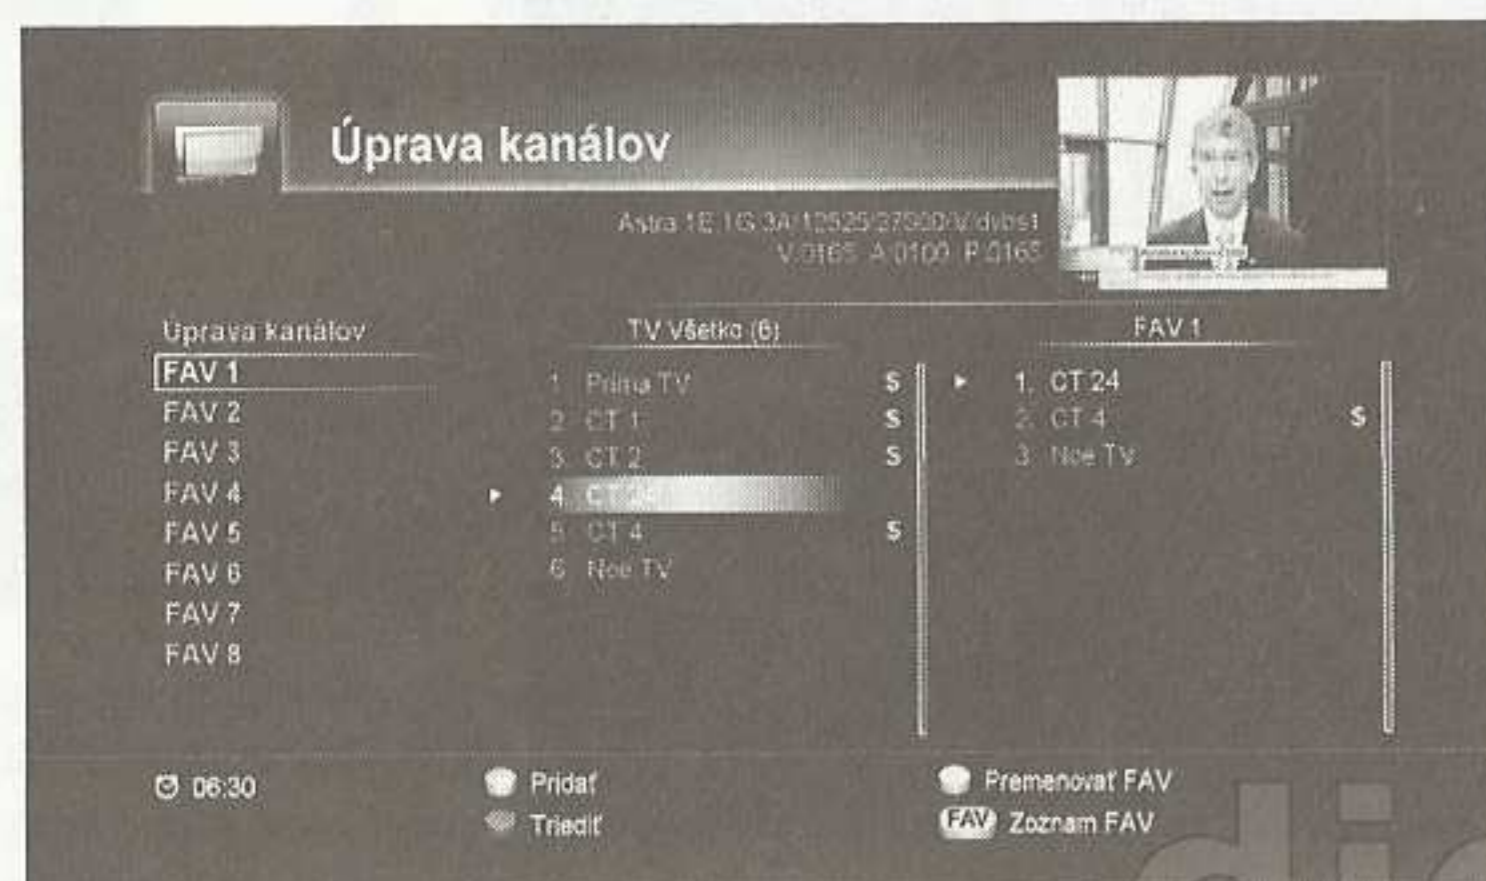 Úprava kanálov
Astra 1E 1G 3A/12525/27500/V/dvbs1
V:0165 A:0100 P:0165
Úprava kanálov
FAV 1
FAV 2
FAV 3
FAV 4
FAV 5
FAV 6
FAV 7
FAV 8
TV Všetko (6)
1 Prima TV S
2 CT 1 S
3 CT 2 S
4 CT 24
5 CT 4 S
6 Noe TV
FAV 1
1. CT 24
2. CT 4 S
3 Noe TV
06:30
Pridať
Triediť
Premenovať FAV
FAV Zoznam FAV